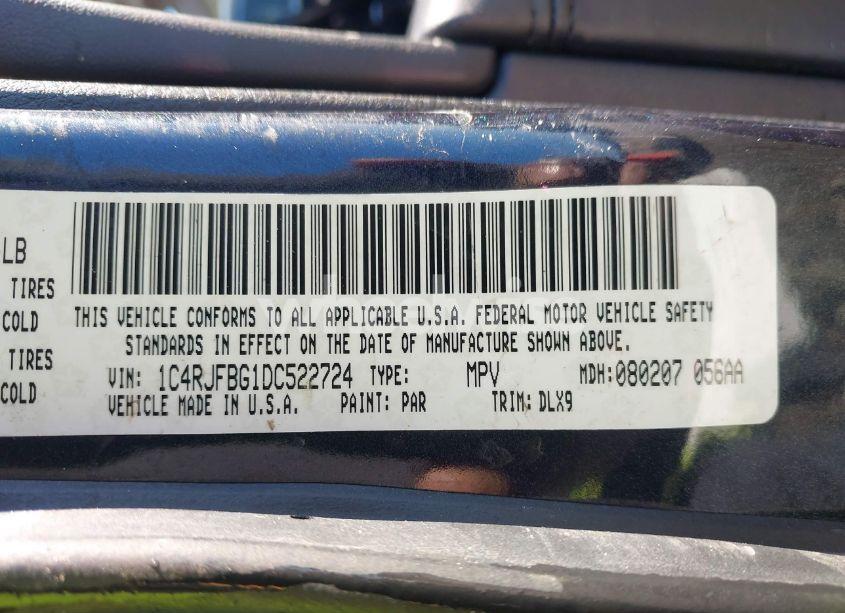 LB
TIRES
COLD
THIS VEHICLE CONFORMS TO ALL APPLICABLE U.S.A. FEDERAL MOTOR VEHICLE SAFETY
STANDARDS IN EFFECT ON THE DATE OF MANUFACTURE SHOWN ABOVE.
TIRES
VIN: 1C4RJFBG1DC522724 TYPE: MPV MDH:080207 056AA
COLD
VEHICLE MADE IN U.S.A. PAINT: PAR TRIM: DLX9